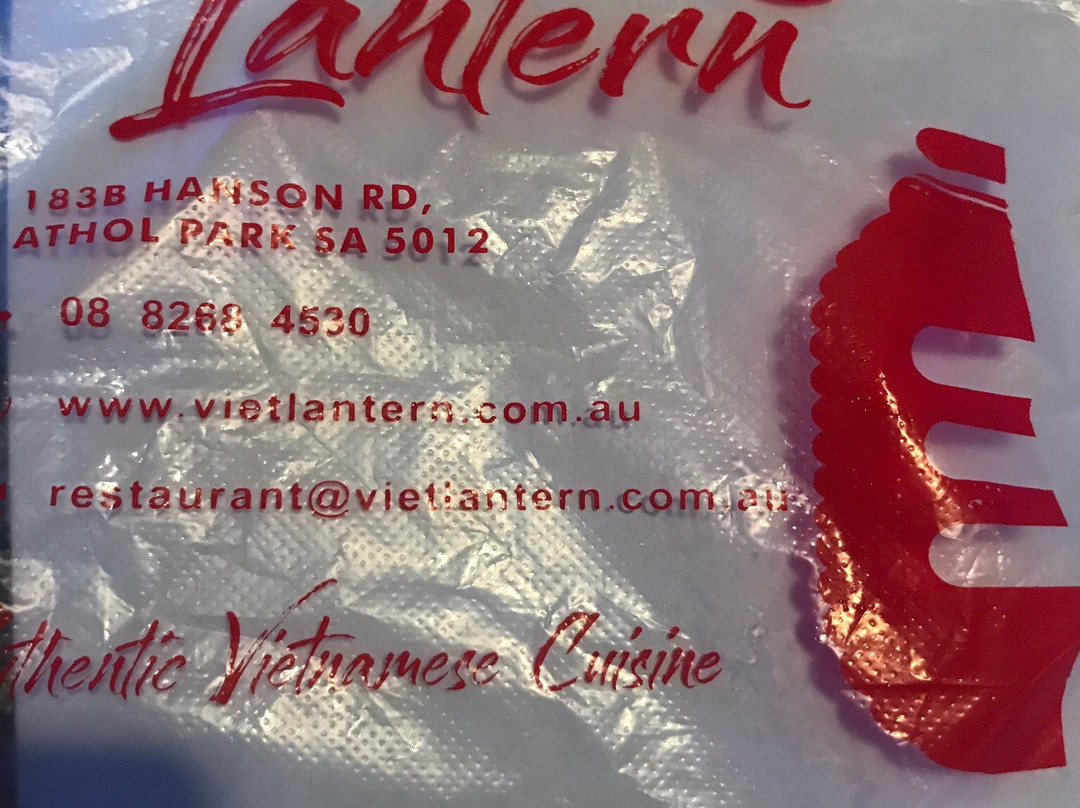 Lantern
183B HANSON RD,
ATHOL PARK SA 5012
08 8268 4530
www.vietlantern.com.au
restaurant@vietlantern.com.au
uthentic Vietnamese Cuisine